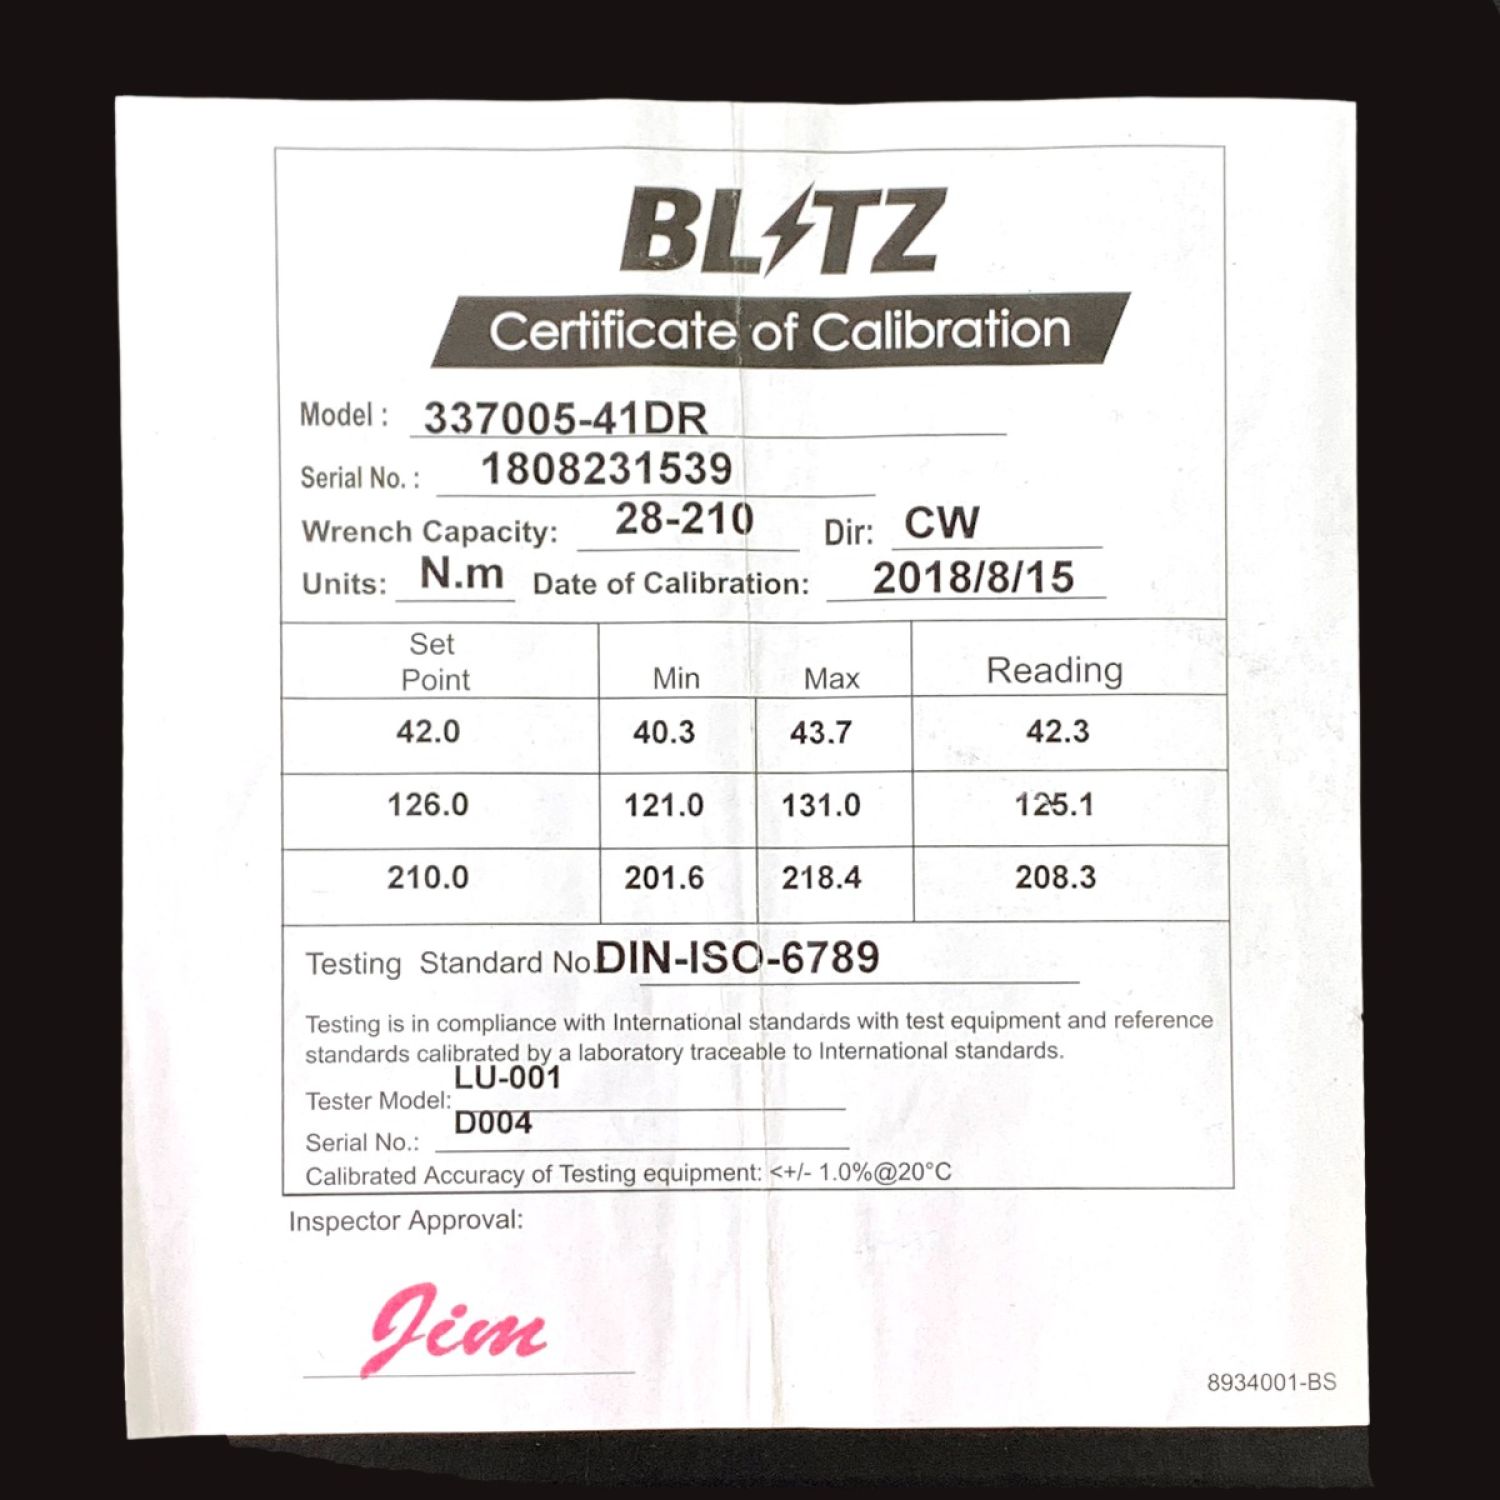 BLITZ
Certificate of Calibration
Model : 337005-41DR
Serial No. : 1808231539
Wrench Capacity: 28-210 Dir: CW
Units: N.m Date of Calibration: 2018/8/15
Set Point Min Max Reading
42.0 40.3 43.7 42.3
126.0 121.0 131.0 125.1
210.0 201.6 218.4 208.3
Testing Standard No. DIN-ISO-6789
Testing is in compliance with International standards with test equipment and reference
standards calibrated by a laboratory traceable to International standards.
Tester Model: LU-001
Serial No.: D004
Calibrated Accuracy of Testing equipment: <+/- 1.0%@20°C
Inspector Approval:
Jim
8934001-BS